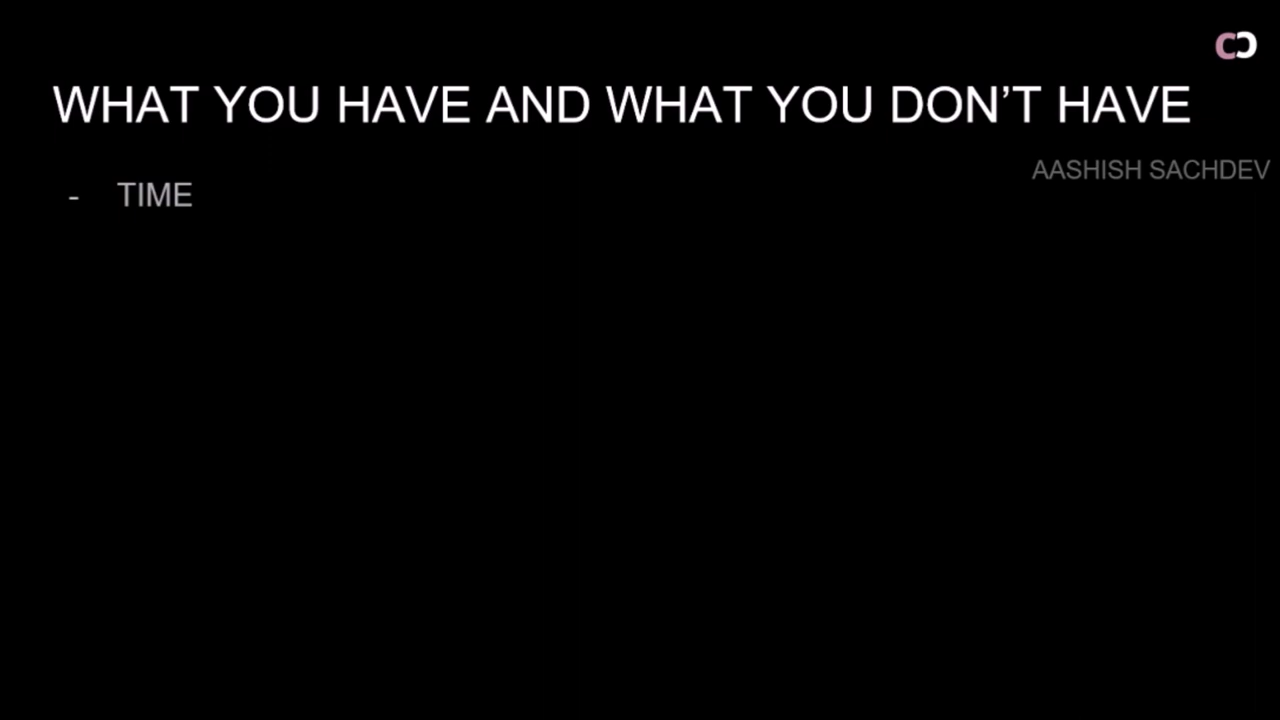 WHAT YOU HAVE AND WHAT YOU DON’T HAVE
AASHISH SACHDEV
- TIME